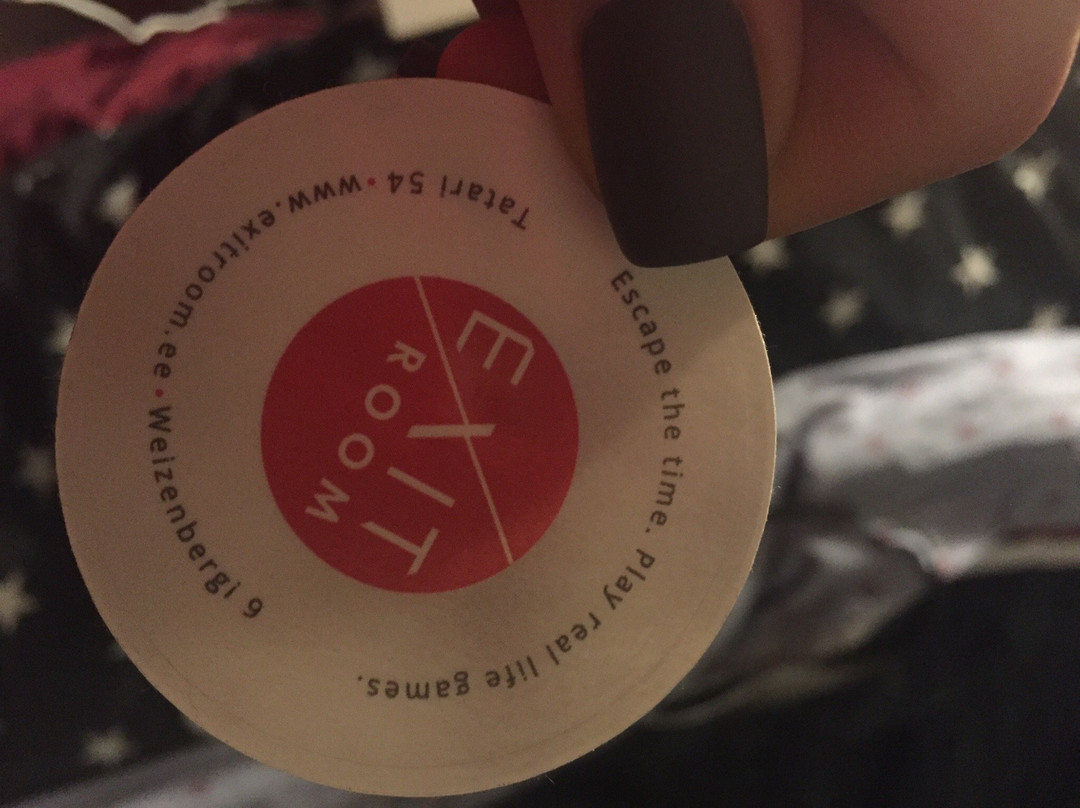 EXIT
ROOM
Escape the time. Play real life games.
Tatari 54 • www.exitroom.ee • Weizenbergi 6